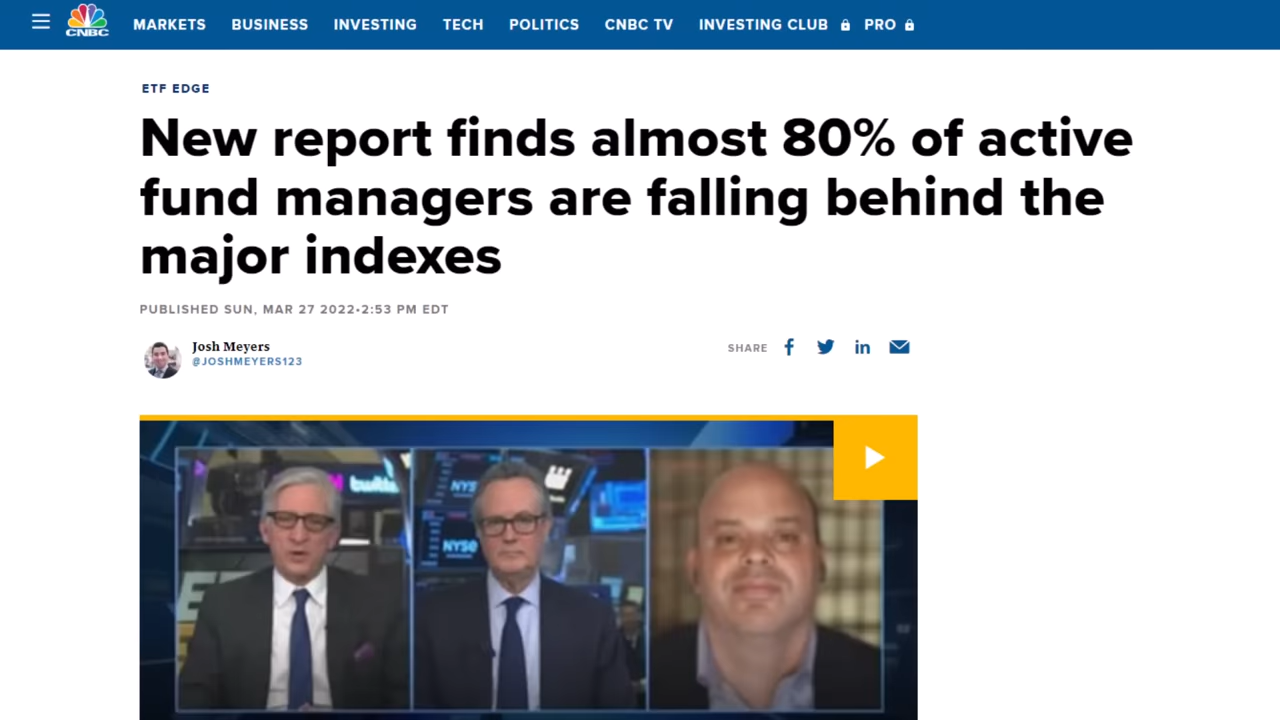 CNBC
MARKETS BUSINESS INVESTING TECH POLITICS CNBC TV INVESTING CLUB PRO
ETF EDGE
New report finds almost 80% of active
fund managers are falling behind the
major indexes
PUBLISHED SUN, MAR 27 2022•2:53 PM EDT
Josh Meyers
@JOSHMEYERS123
SHARE
NYSE